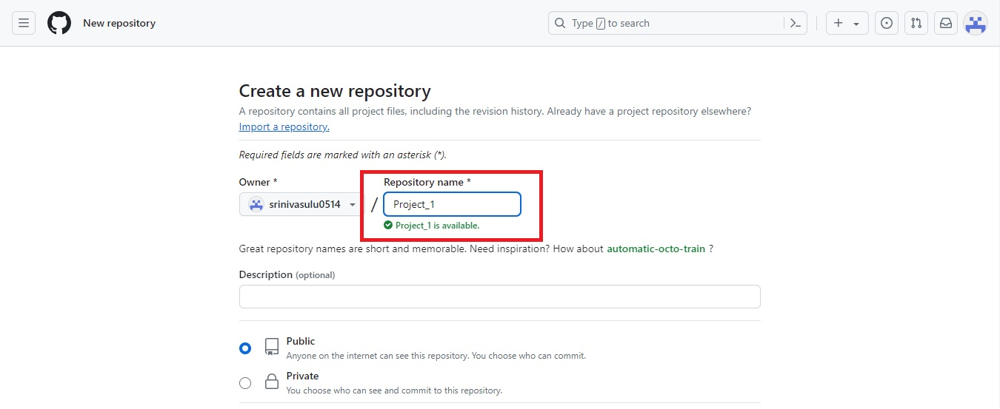 New repository
Type / to search
Create a new repository
A repository contains all project files, including the revision history. Already have a project repository elsewhere?
Import a repository.
Required fields are marked with an asterisk (*).
Owner *
Repository name *
srinivasulu0514
/
Project_1
Project_1 is available.
Great repository names are short and memorable. Need inspiration? How about automatic-octo-train ?
Description (optional)
Public
Anyone on the internet can see this repository. You choose who can commit.
Private
You choose who can see and commit to this repository.